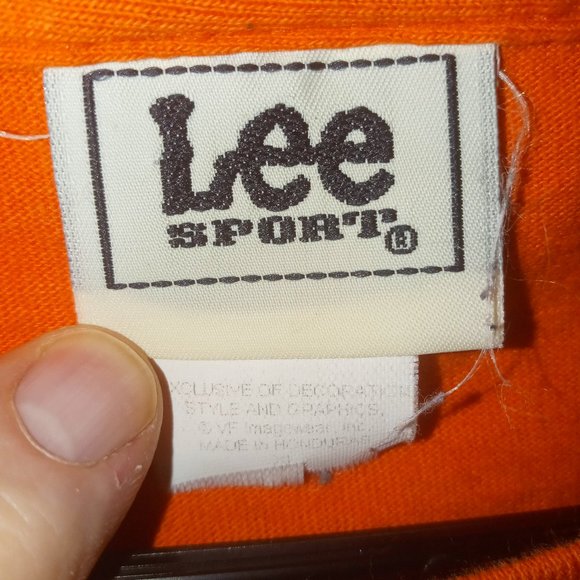 Lee
SPORT®
XCLUSIVE OF DECORATION
STYLE AND GRAPHICS.
© VF Imagewear, Inc.
MADE IN HONDURAS